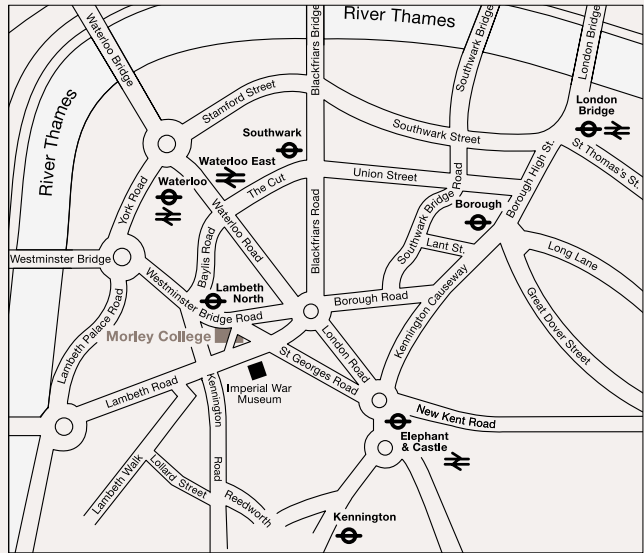 River Thames
Waterloo Bridge
Blackfriars Bridge
Southwark Bridge
London Bridge
River Thames
Stamford Street
Southwark
Southwark Street
London
Bridge
St Thomas's St.
Waterloo East
Waterloo
The Cut
Union Street
Borough High St.
York Road
Waterloo Road
Blackfriars Road
Southwark Bridge Road
Borough
Baylis Road
Lant St.
Long Lane
Westminster Bridge
Westminster Bridge Road
Lambeth
North
Borough Road
Kennington Causeway
Great Dover Street
Lambeth Palace Road
Morley College
London Road
St Georges Road
Imperial War
Museum
Lambeth Road
Kennington
Road
New Kent Road
Elephant
& Castle
Lambeth Walk
Lollard Street
Reedworth
Kennington